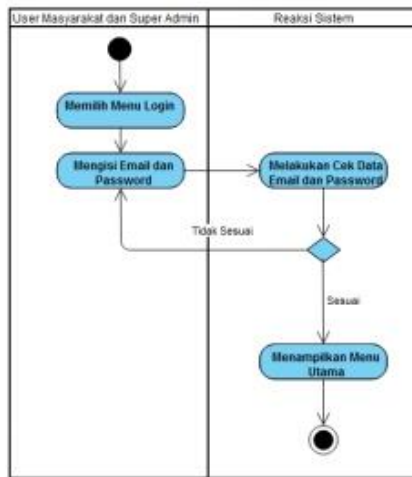 User Masyarakat dan Super Admin
Reaksi Sistem
Memilih Menu Login
Mengisi Email dan
Password
Melakukan Cek Data
Email dan Password
Tidak Sesuai
Sesuai
Menampilkan Menu
Utama